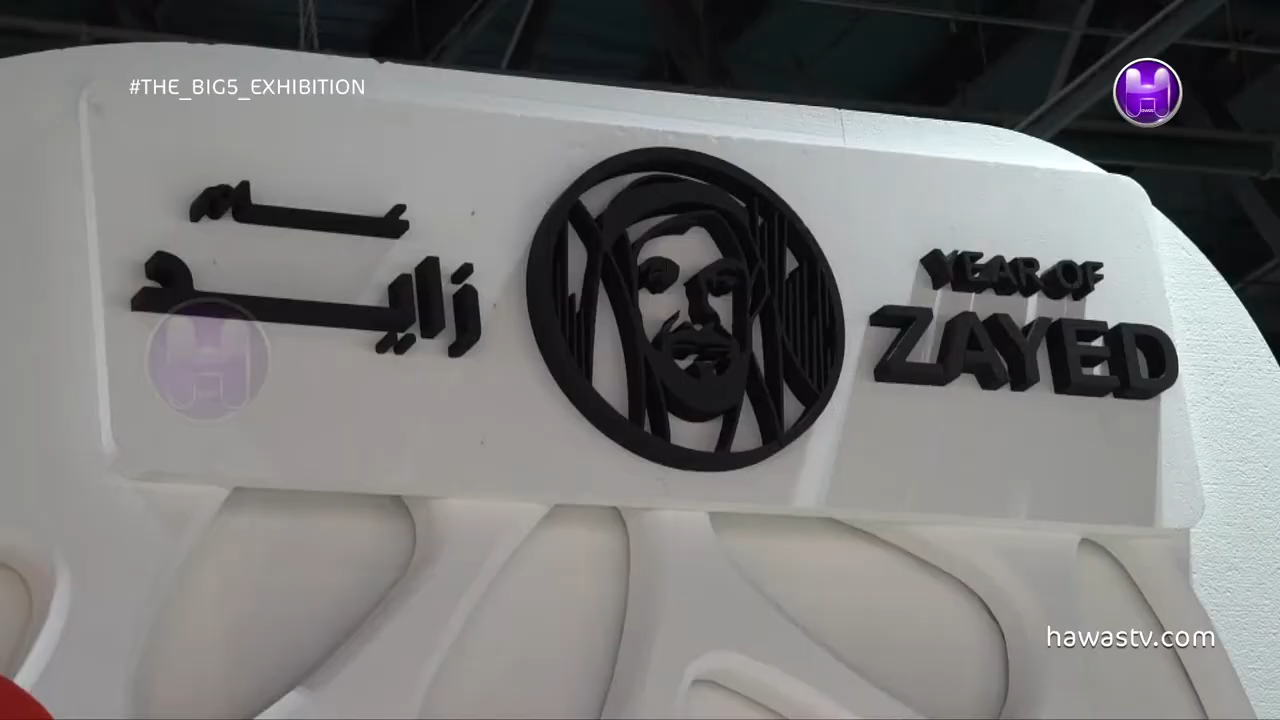 #THE_BIG5_EXHIBITION
عام
زايد
YEAR OF
ZAYED
hawastv.com